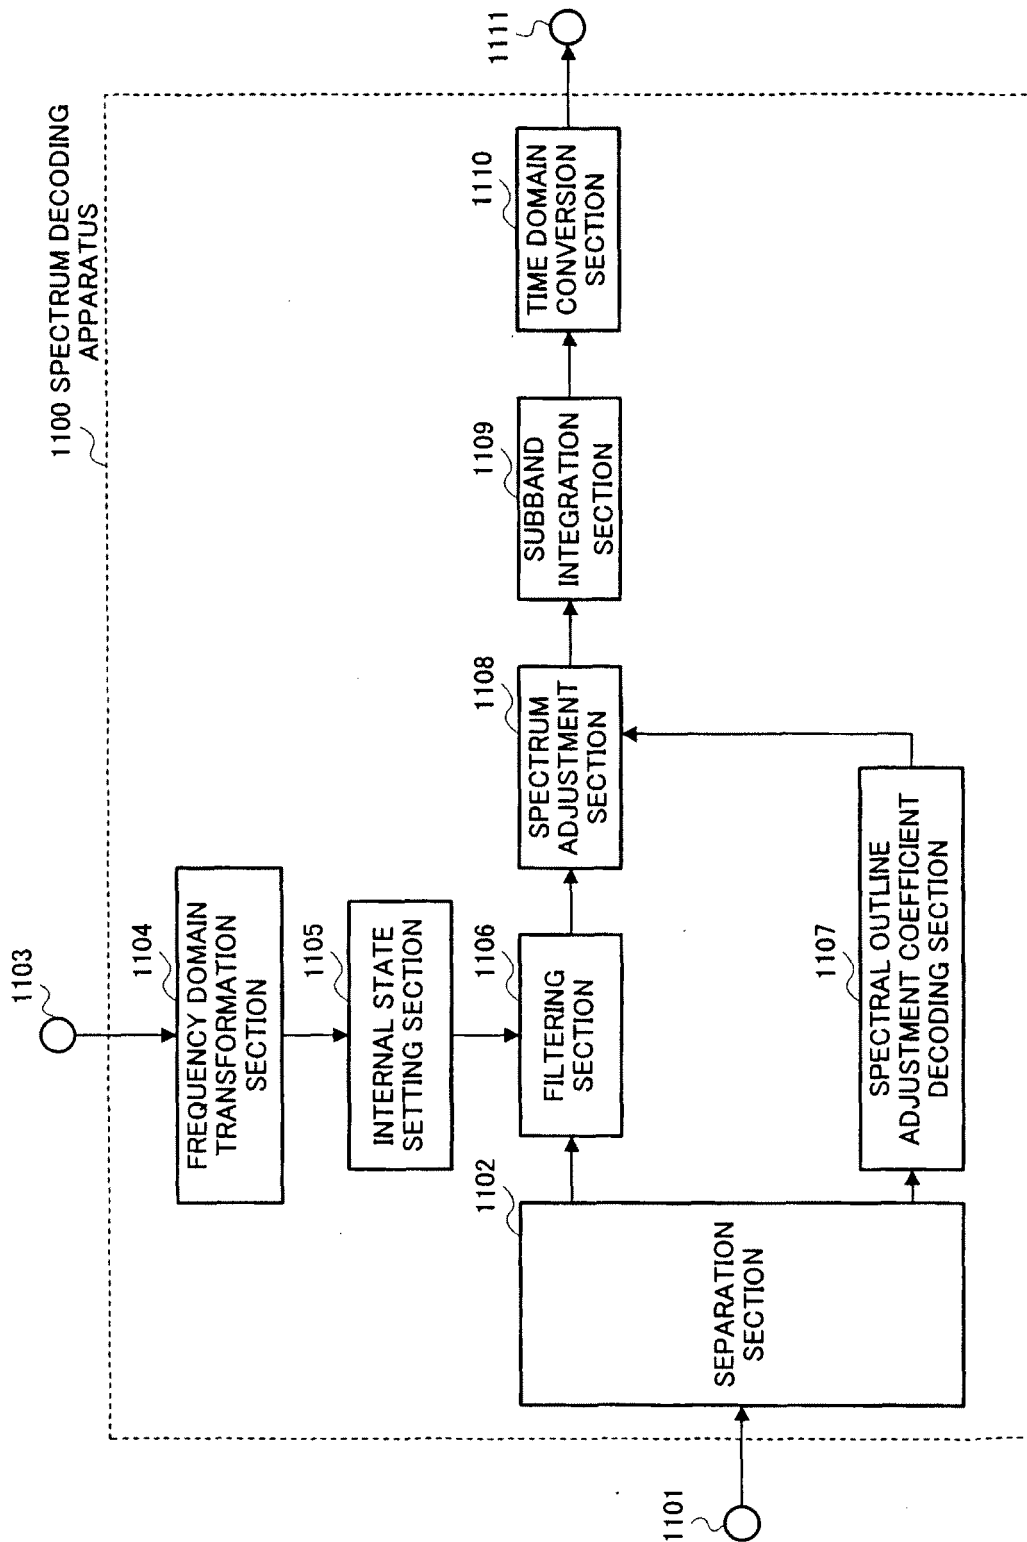 1100 SPECTRUM DECODING
APPARATUS
1103
1104
FREQUENCY DOMAIN
TRANSFORMATION
SECTION
1105
INTERNAL STATE
SETTING SECTION
1101
1102
SEPARATION
SECTION
1106
FILTERING
SECTION
1107
SPECTRAL OUTLINE
ADJUSTMENT COEFFICIENT
DECODING SECTION
1108
SPECTRUM
ADJUSTMENT
SECTION
1109
SUBBAND
INTEGRATION
SECTION
1110
TIME DOMAIN
CONVERSION
SECTION
1111